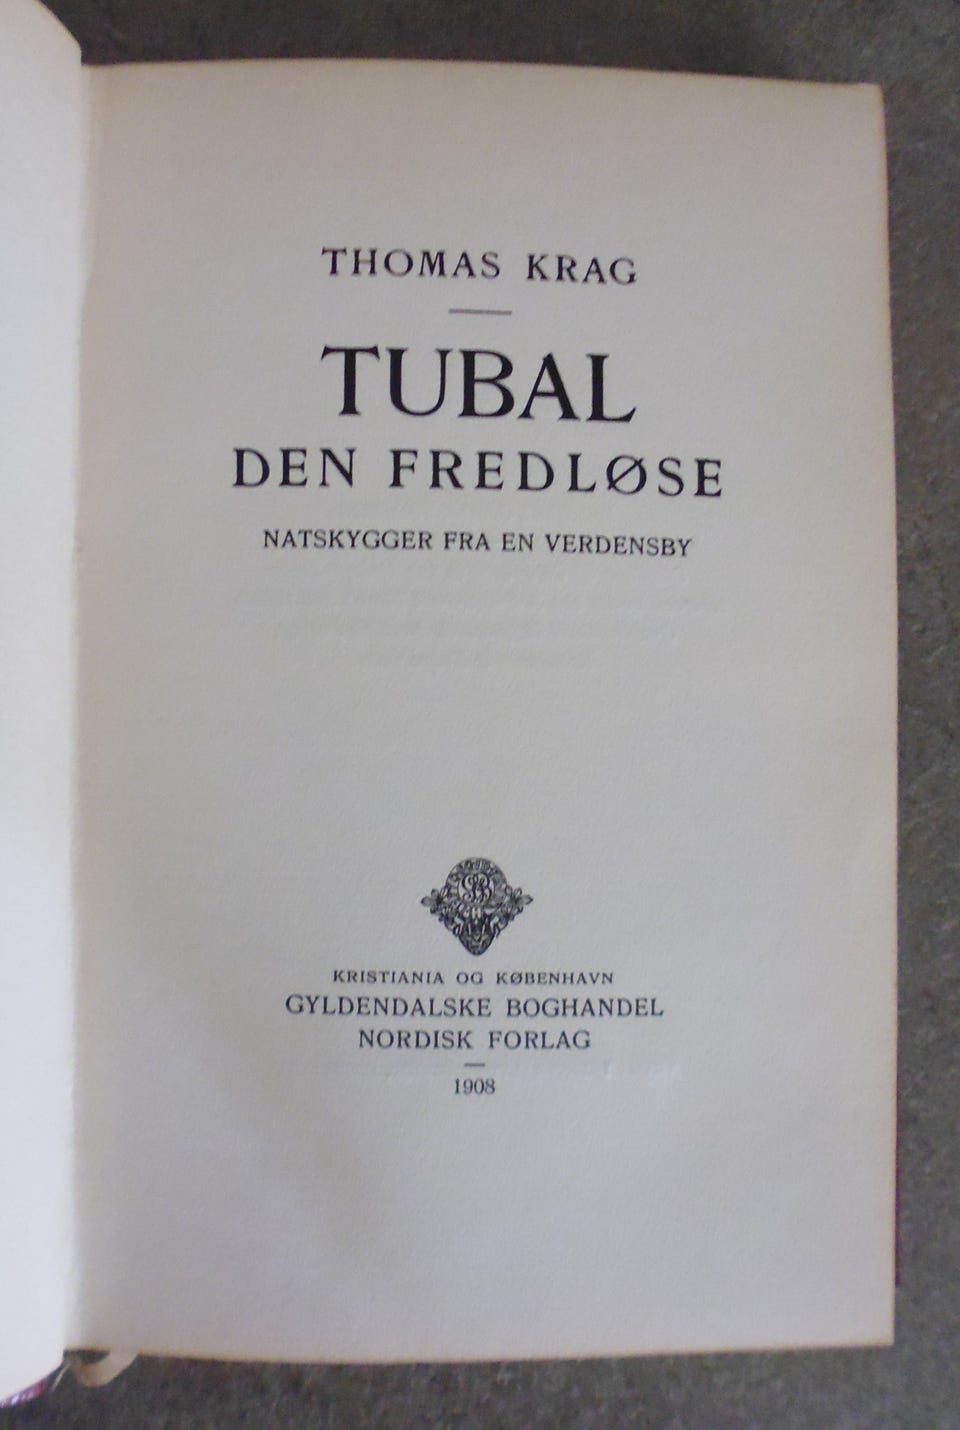 THOMAS KRAG
TUBAL
DEN FREDLØSE
NATSKYGGER FRA EN VERDENSBY
KRISTIANIA OG KØBENHAVN
GYLDENDALSKE BOGHANDEL
NORDISK FORLAG
1908